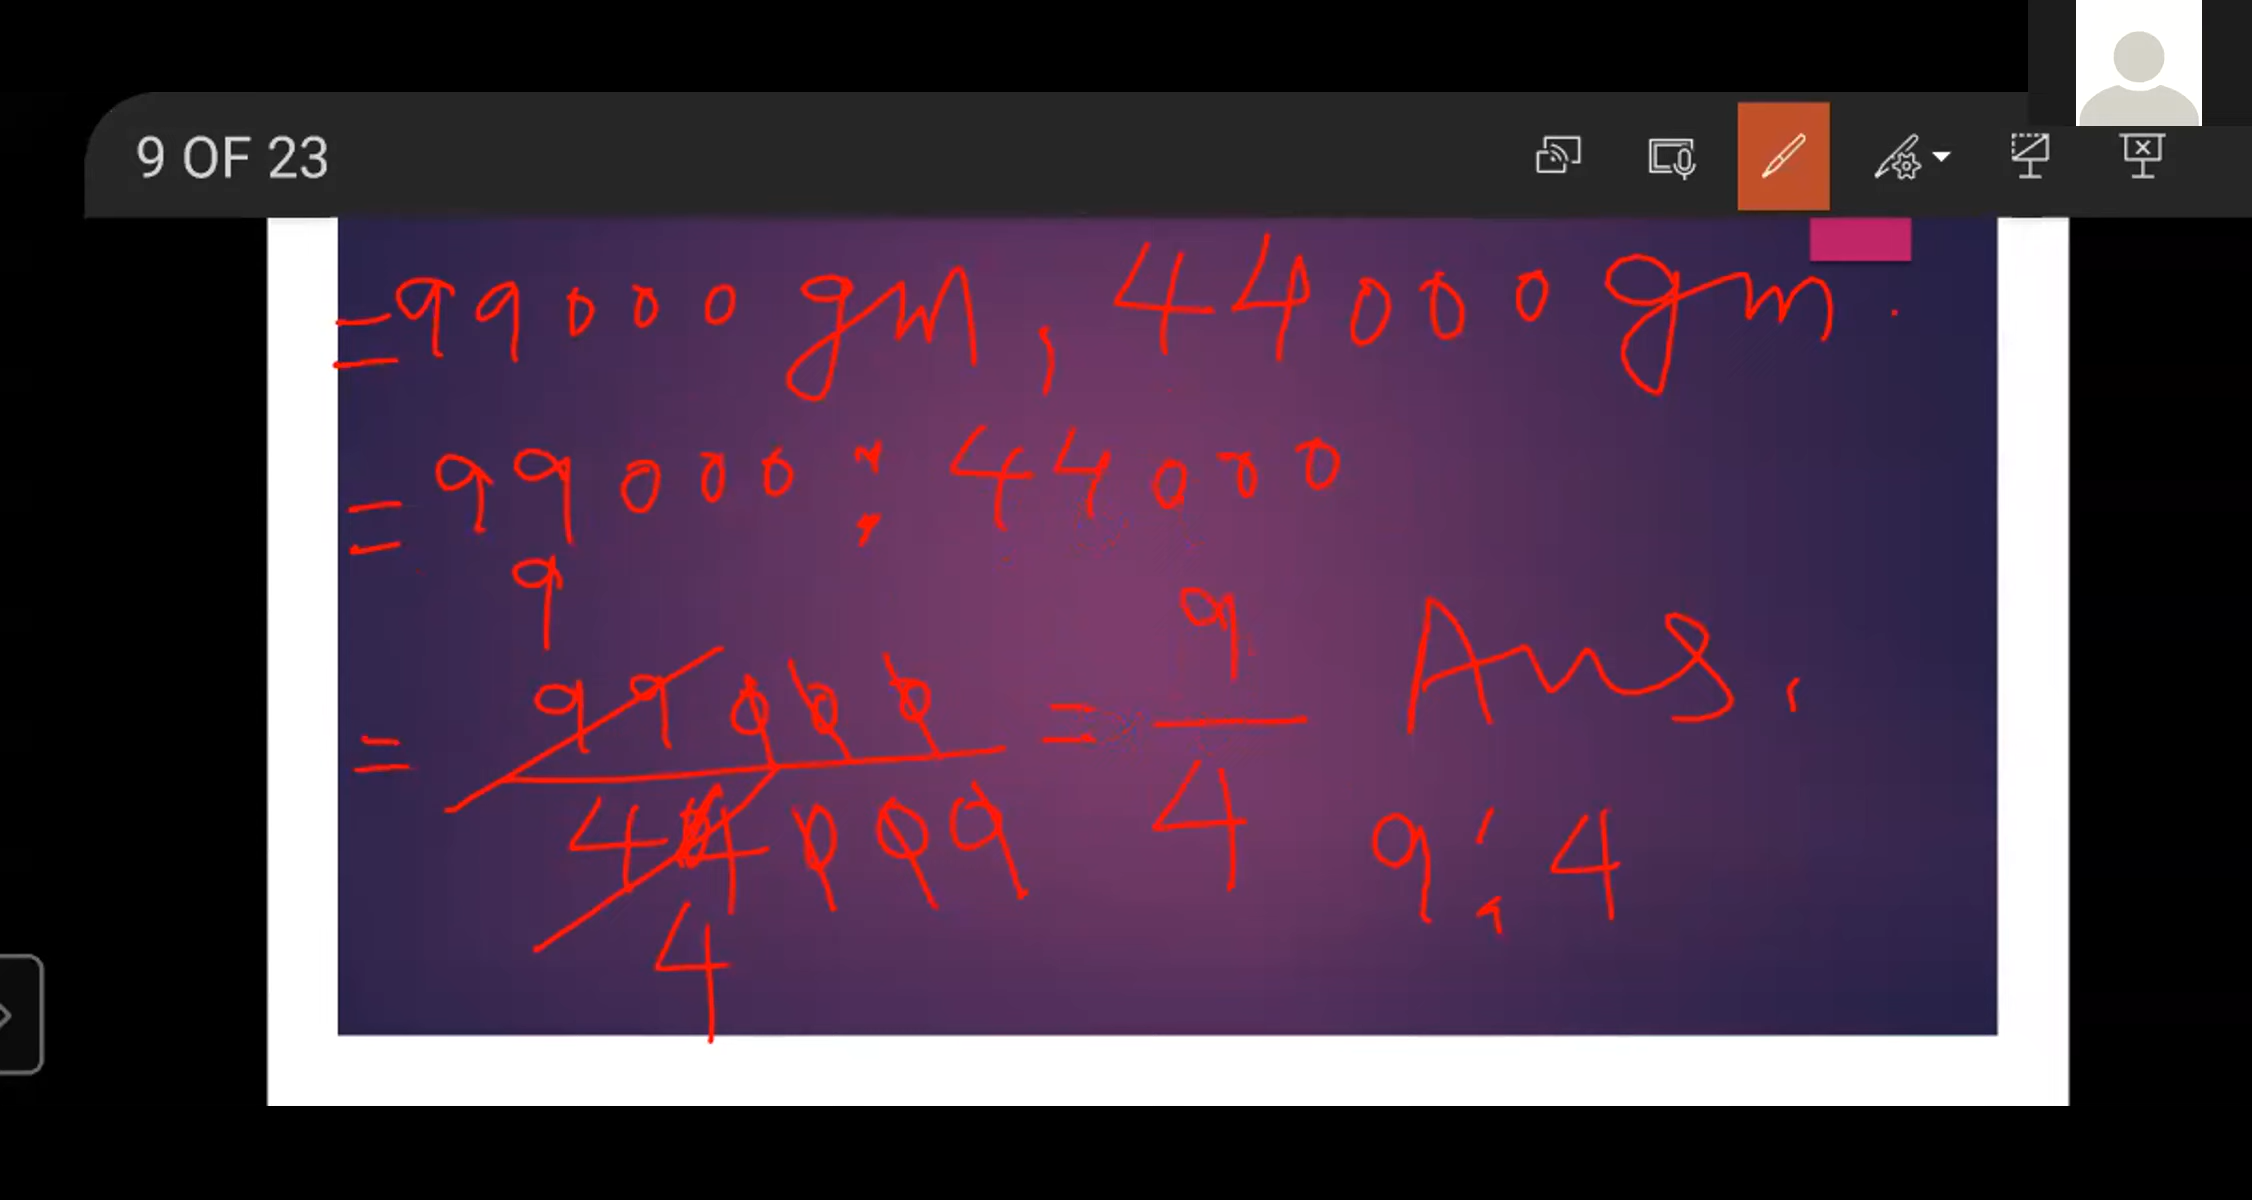 9 OF 23
= 99000 gm, 44000 gm.
= 99000 : 44000
9
= 99000/44000 = 9/4 Ans.
4
9:4